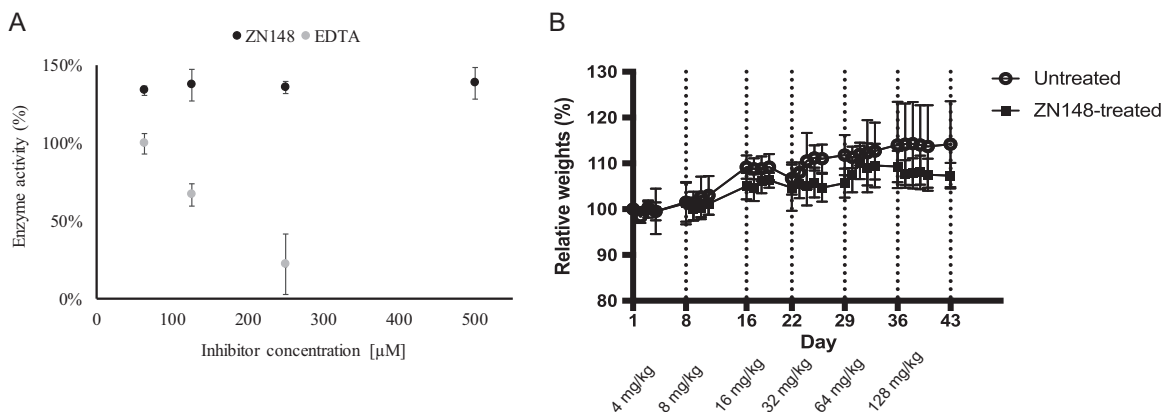 A
ZN148 EDTA
150%
100%
50%
0%
Enzyme activity (%)
0 100 200 300 400 500
Inhibitor concentration [µM]
B
130
120
110
100
90
80
Relative weights (%)
1 8 16 22 29 36 43
Day
4 mg/kg 8 mg/kg 16 mg/kg 32 mg/kg 64 mg/kg 128 mg/kg
Untreated
ZN148-treated